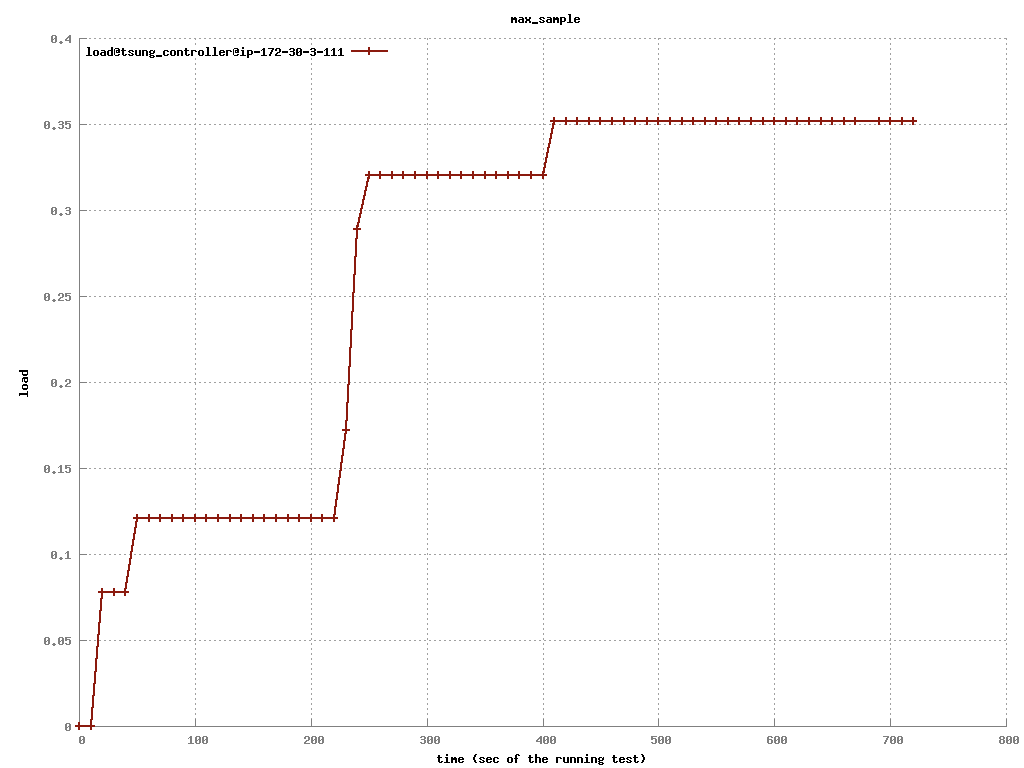 max_sample
load@tsung_controller@ip-172-30-3-111
0.4
0.35
0.3
0.25
0.2
0.15
0.1
0.05
0
load
0 100 200 300 400 500 600 700 800
time (sec of the running test)